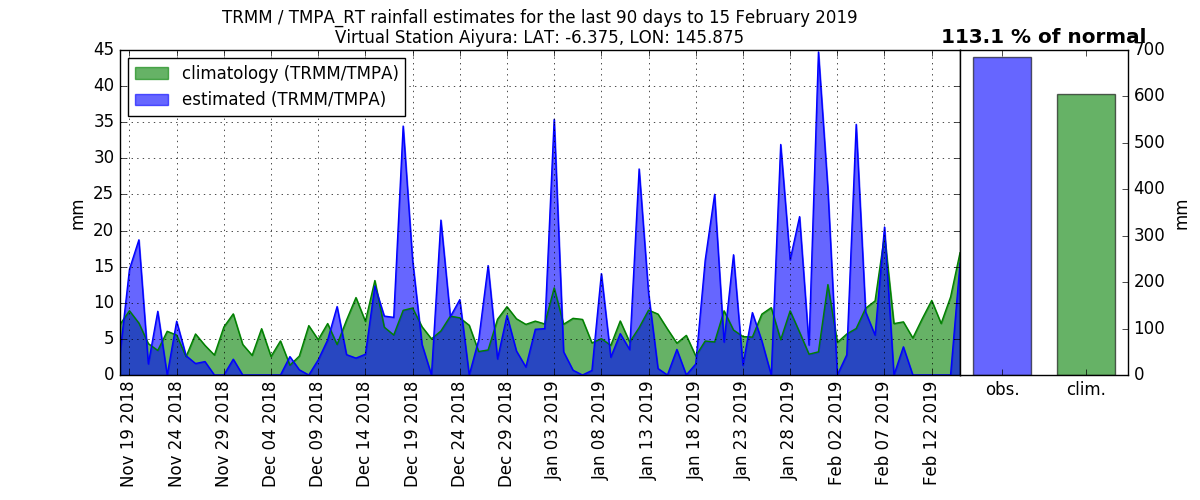 TRMM / TMPA_RT rainfall estimates for the last 90 days to 15 February 2019
Virtual Station Aiyura: LAT: -6.375, LON: 145.875
113.1 % of normal
climatology (TRMM/TMPA)
estimated (TRMM/TMPA)
45
40
35
30
25
20
15
10
5
0
mm
700
600
500
400
300
200
100
0
mm
obs.
clim.
Nov 19 2018
Nov 24 2018
Nov 29 2018
Dec 04 2018
Dec 09 2018
Dec 14 2018
Dec 19 2018
Dec 24 2018
Dec 29 2018
Jan 03 2019
Jan 08 2019
Jan 13 2019
Jan 18 2019
Jan 23 2019
Jan 28 2019
Feb 02 2019
Feb 07 2019
Feb 12 2019